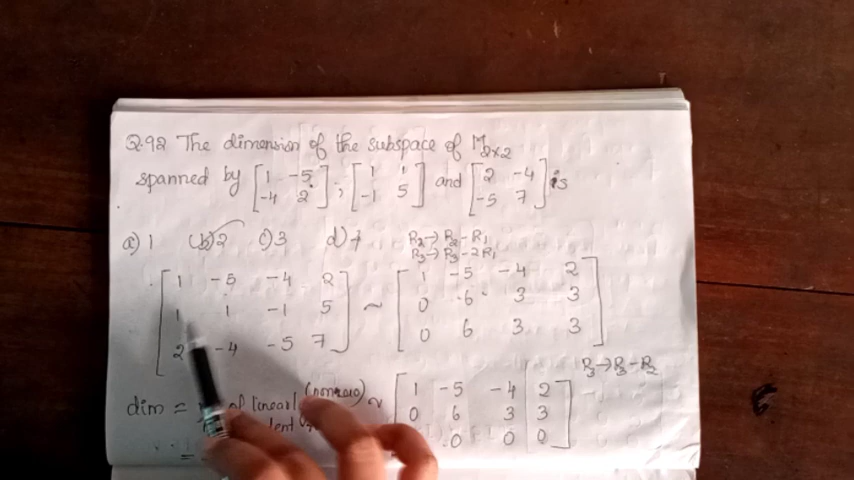 Q.92 The dimension of the subspace of M2x2
spanned by [1 -5; -4 2], [1 1; -1 5] and [2 -4; -5 7] is
a) 1 (b) 2 c) 3 d) 4
R2→R2-R1
R3→R3-2R1
[1 -5 -4 2; 1 1 -1 5; 2 -4 -5 7] ~ [1 -5 -4 2; 0 6 3 3; 0 6 3 3]
R3→R3-R2
dim = of linearl (nonzero) ~ [1 -5 -4 2; 0 6 3 3; 0 0 0]